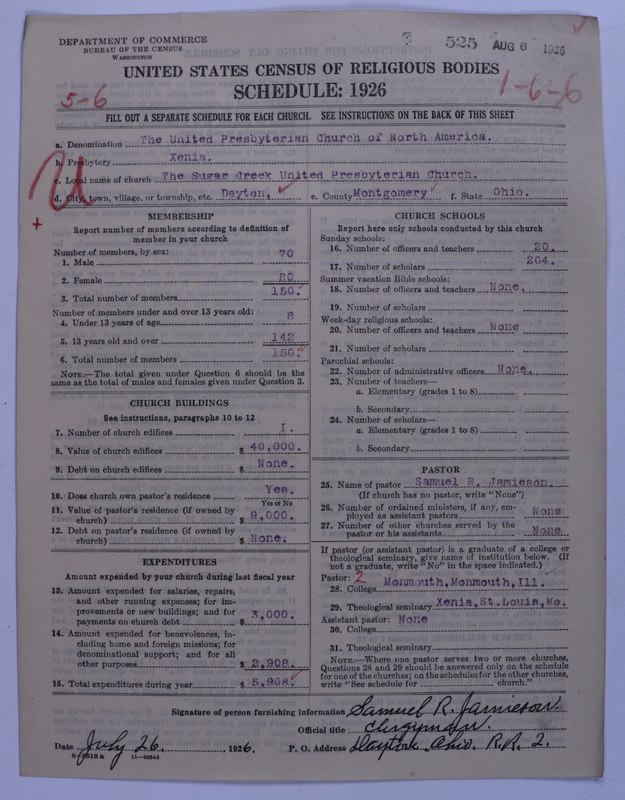 DEPARTMENT OF COMMERCE
BUREAU OF THE CENSUS
WASHINGTON
525 AUG 6 1926
UNITED STATES CENSUS OF RELIGIOUS BODIES
SCHEDULE: 1926
5-6
1-6-6
FILL OUT A SEPARATE SCHEDULE FOR EACH CHURCH. SEE INSTRUCTIONS ON THE BACK OF THIS SHEET
a. Denomination The United Presbyterian Church of North America.
b. Presbytery Xenia.
c. Local name of church The Sugar Creek United Presbyterian Church.
d. City, town, village, or township, etc. Dayton, e. County Montgomery f. State Ohio.
MEMBERSHIP
Report number of members according to definition of
member in your church
Number of members, by sex:
1. Male 70
2. Female 80
3. Total number of members 150.
Number of members under and over 13 years old:
4. Under 13 years of age 8
5. 13 years old and over 142
6. Total number of members 150.
NOTE.—The total given under Question 6 should be the
same as the total of males and females given under Question 3.
CHURCH BUILDINGS
See instructions, paragraphs 10 to 12
7. Number of church edifices I.
8. Value of church edifices $ 40,000.
9. Debt on church edifices $ None.
10. Does church own pastor's residence Yes.
Yes or No
11. Value of pastor's residence (if owned by
church) $ 9,000.
12. Debt on pastor's residence (if owned by
church) $ None.
EXPENDITURES
Amount expended by your church during last fiscal year
13. Amount expended for salaries, repairs,
and other running expenses; for im-
provements or new buildings; and for
payments on church debt $ 3,000.
14. Amount expended for benevolences, in-
cluding home and foreign missions; for
denominational support; and for all
other purposes $ 2,908.
15. Total expenditures during year $ 5,908.
CHURCH SCHOOLS
Report here only schools conducted by this church
Sunday schools:
16. Number of officers and teachers 20.
17. Number of scholars 204.
Summer vacation Bible schools:
18. Number of officers and teachers None.
19. Number of scholars
Week-day religious schools:
20. Number of officers and teachers None
21. Number of scholars
Parochial schools:
22. Number of administrative officers None.
23. Number of teachers—
a. Elementary (grades 1 to 8)
b. Secondary
24. Number of scholars—
a. Elementary (grades 1 to 8)
b. Secondary
PASTOR
25. Name of pastor Samuel R. Jamieson.
(If church has no pastor, write "None")
26. Number of ordained ministers, if any, em-
ployed as assistant pastors None
27. Number of other churches served by the
pastor or his assistants None
If pastor (or assistant pastor) is a graduate of a college or
theological seminary, give name of institution below. (If
not a graduate, write "No" in the space indicated.)
Pastor: 2
28. College Monmouth, Monmouth, Ill.
29. Theological seminary Xenia, St. Louis, Mo.
Assistant pastor: None
30. College
31. Theological seminary
NOTE.—Where one pastor serves two or more churches,
Questions 28 and 29 should be answered only on the schedule
for one of the churches; on the schedules for the other churches,
write "See schedule for church."
Signature of person furnishing information Samuel R. Jamieson.
Official title Clergyman.
Date July 26, 1926. P. O. Address Dayton Ohio. R.R. 2.
11—9034d